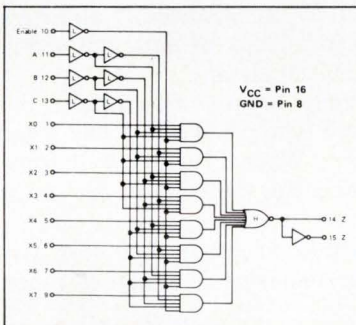 Enable 10
A 11
B 12
C 13
X0 1
X1 2
X2 3
X3 4
X4 5
X5 6
X6 7
X7 9
L L
L L
L L
L
VCC = Pin 16
GND = Pin 8
H
14 Z
15 Z